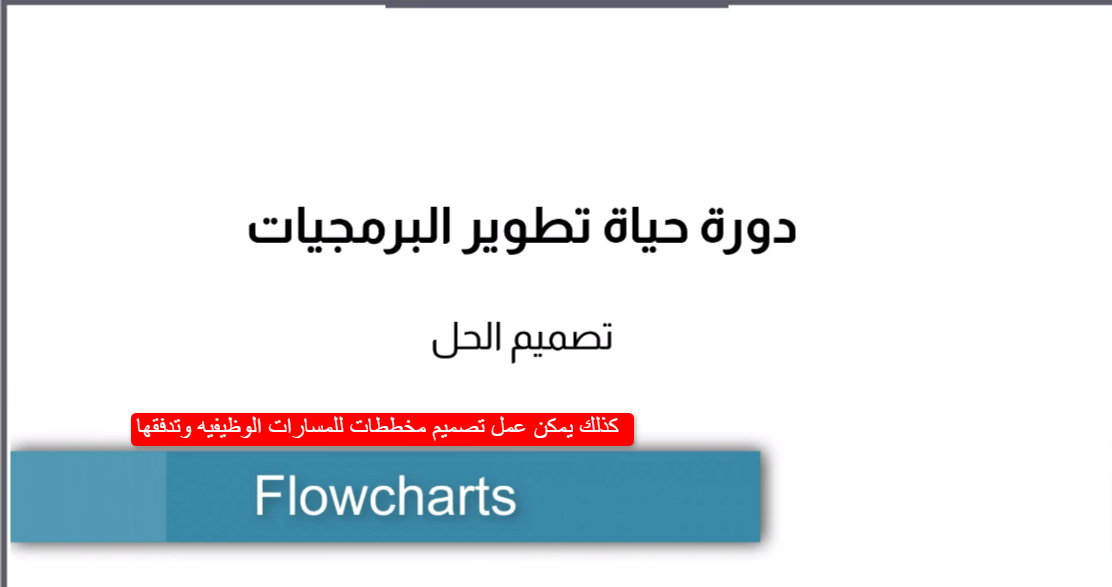 دورة حياة تطوير البرمجيات
تصميم الحل
كذلك يمكن عمل تصميم مخططات للمسارات الوظيفيه وتدفقها
Flowcharts